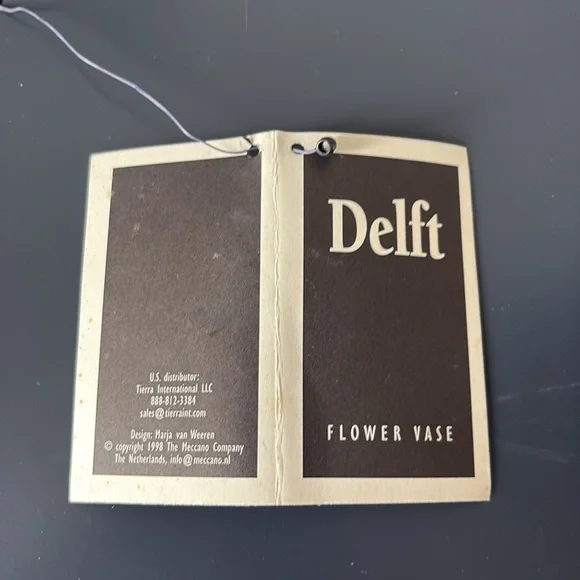 U.S. distributor:
Tierra International LLC
888-812-3384
sales@tierraint.com
Design: Marja van Weeren
© copyright 1998 The Meccano Company
The Netherlands, info@meccano.nl
Delft
FLOWER VASE